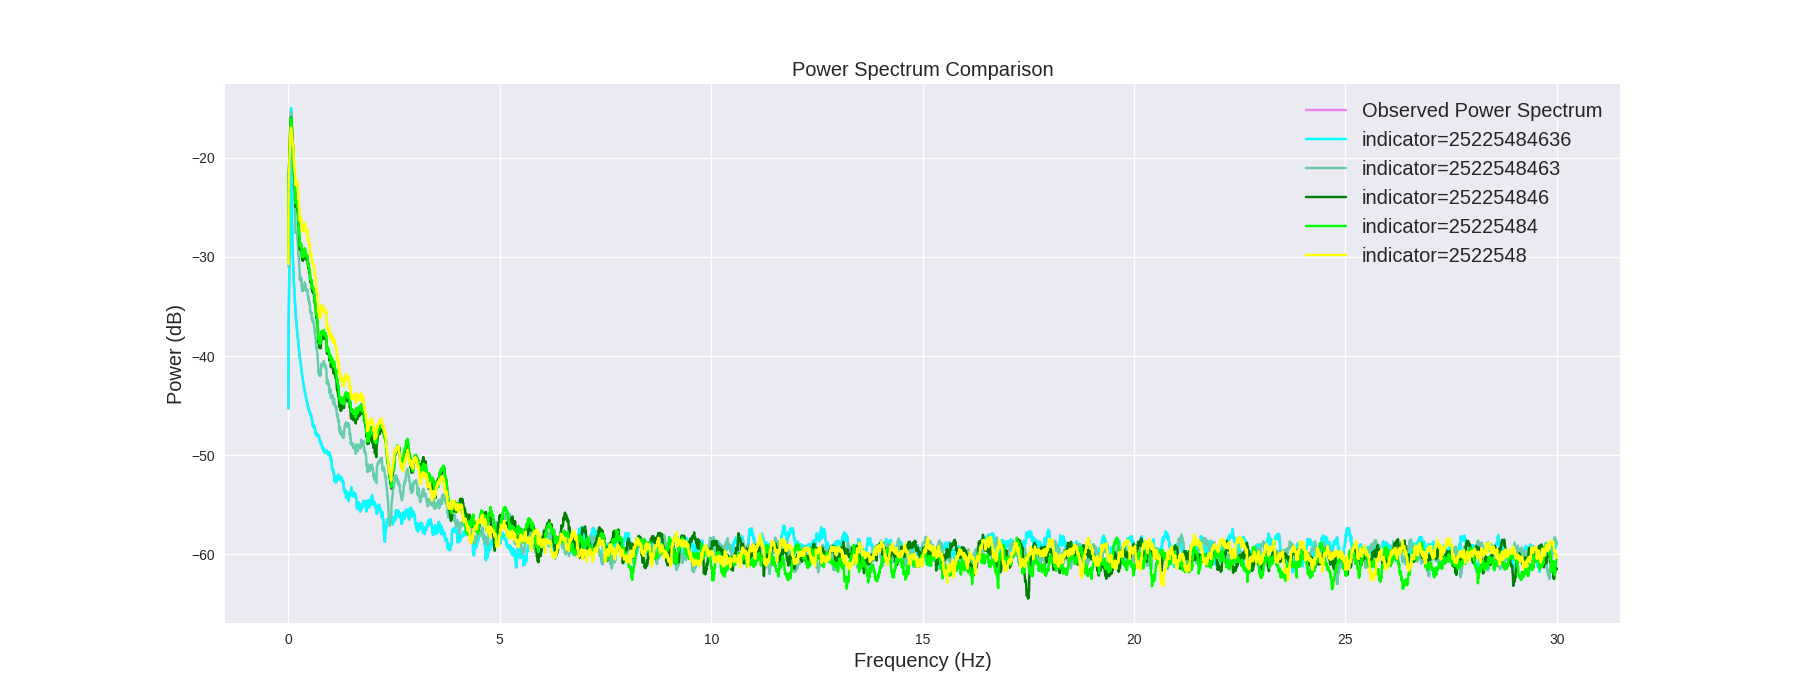 Power Spectrum Comparison
Observed Power Spectrum
indicator=25225484636
indicator=2522548463
indicator=252254846
indicator=25225484
indicator=2522548
−20
−30
−40
−50
−60
Power (dB)
0 5 10 15 20 25 30
Frequency (Hz)